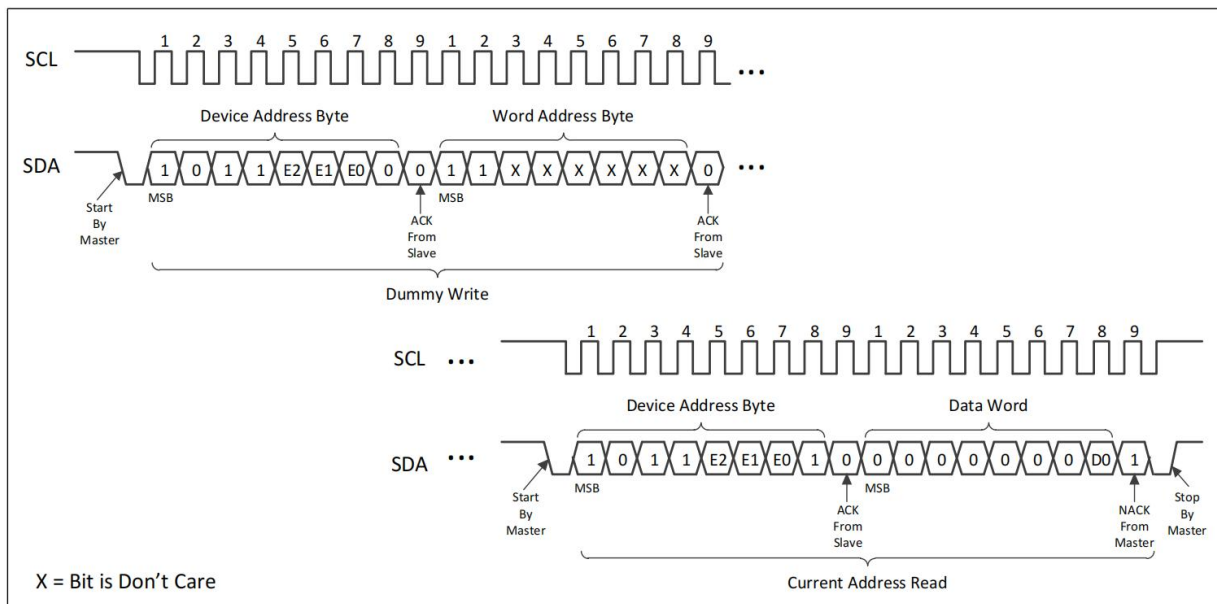 1 2 3 4 5 6 7 8 9 1 2 3 4 5 6 7 8 9
SCL ...
Device Address Byte Word Address Byte
SDA 1 0 1 1 E2 E1 E0 0 0 1 1 X X X X X X 0 ...
MSB MSB
Start By Master
ACK From Slave
ACK From Slave
Dummy Write
1 2 3 4 5 6 7 8 9 1 2 3 4 5 6 7 8 9
SCL ...
Device Address Byte Data Word
SDA ... 1 0 1 1 E2 E1 E0 1 0 0 0 0 0 0 0 0 D0 1
MSB MSB
Start By Master
ACK From Slave
NACK From Master
Stop By Master
X = Bit is Don’t Care
Current Address Read